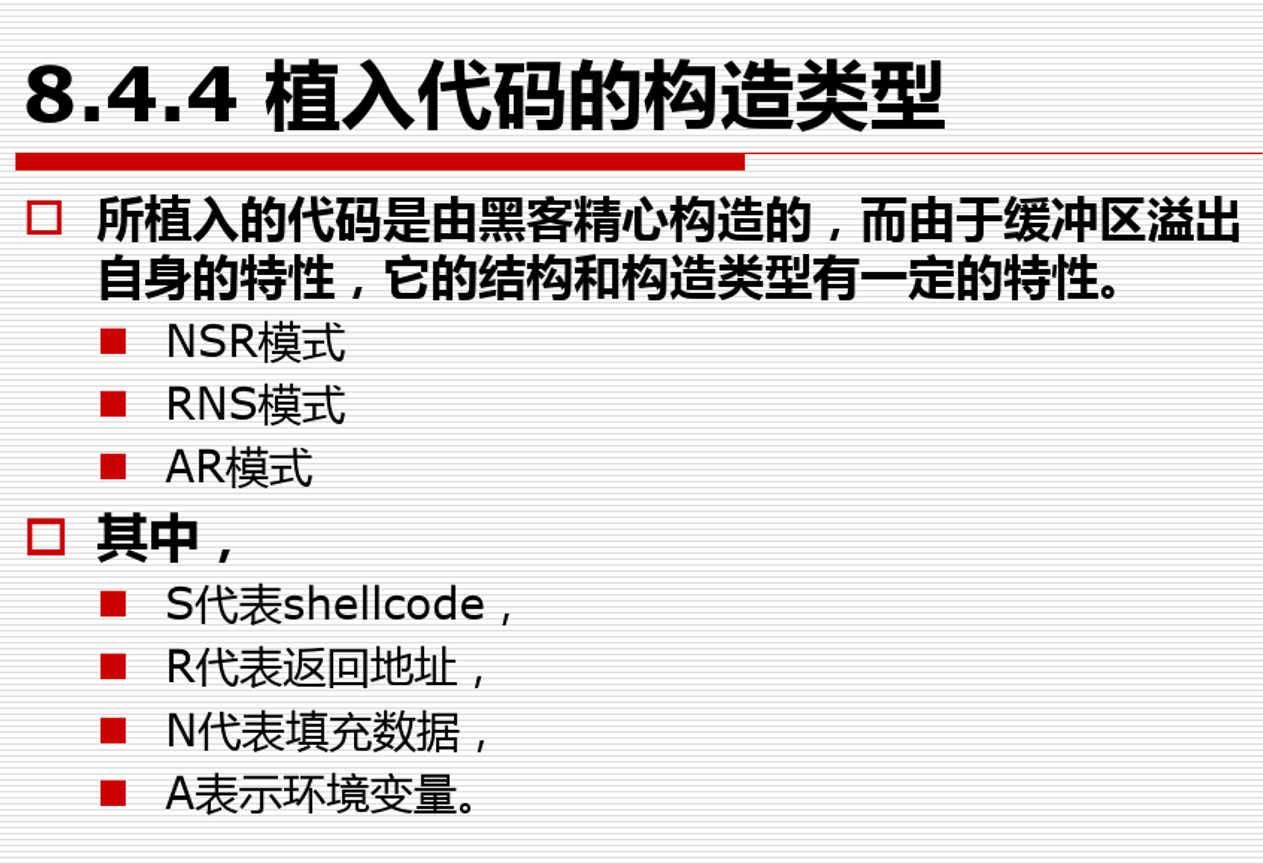 8.4.4 植入代码的构造类型
所植入的代码是由黑客精心构造的，而由于缓冲区溢出
自身的特性，它的结构和构造类型有一定的特性。
NSR模式
RNS模式
AR模式
其中，
S代表shellcode，
R代表返回地址，
N代表填充数据，
A表示环境变量。